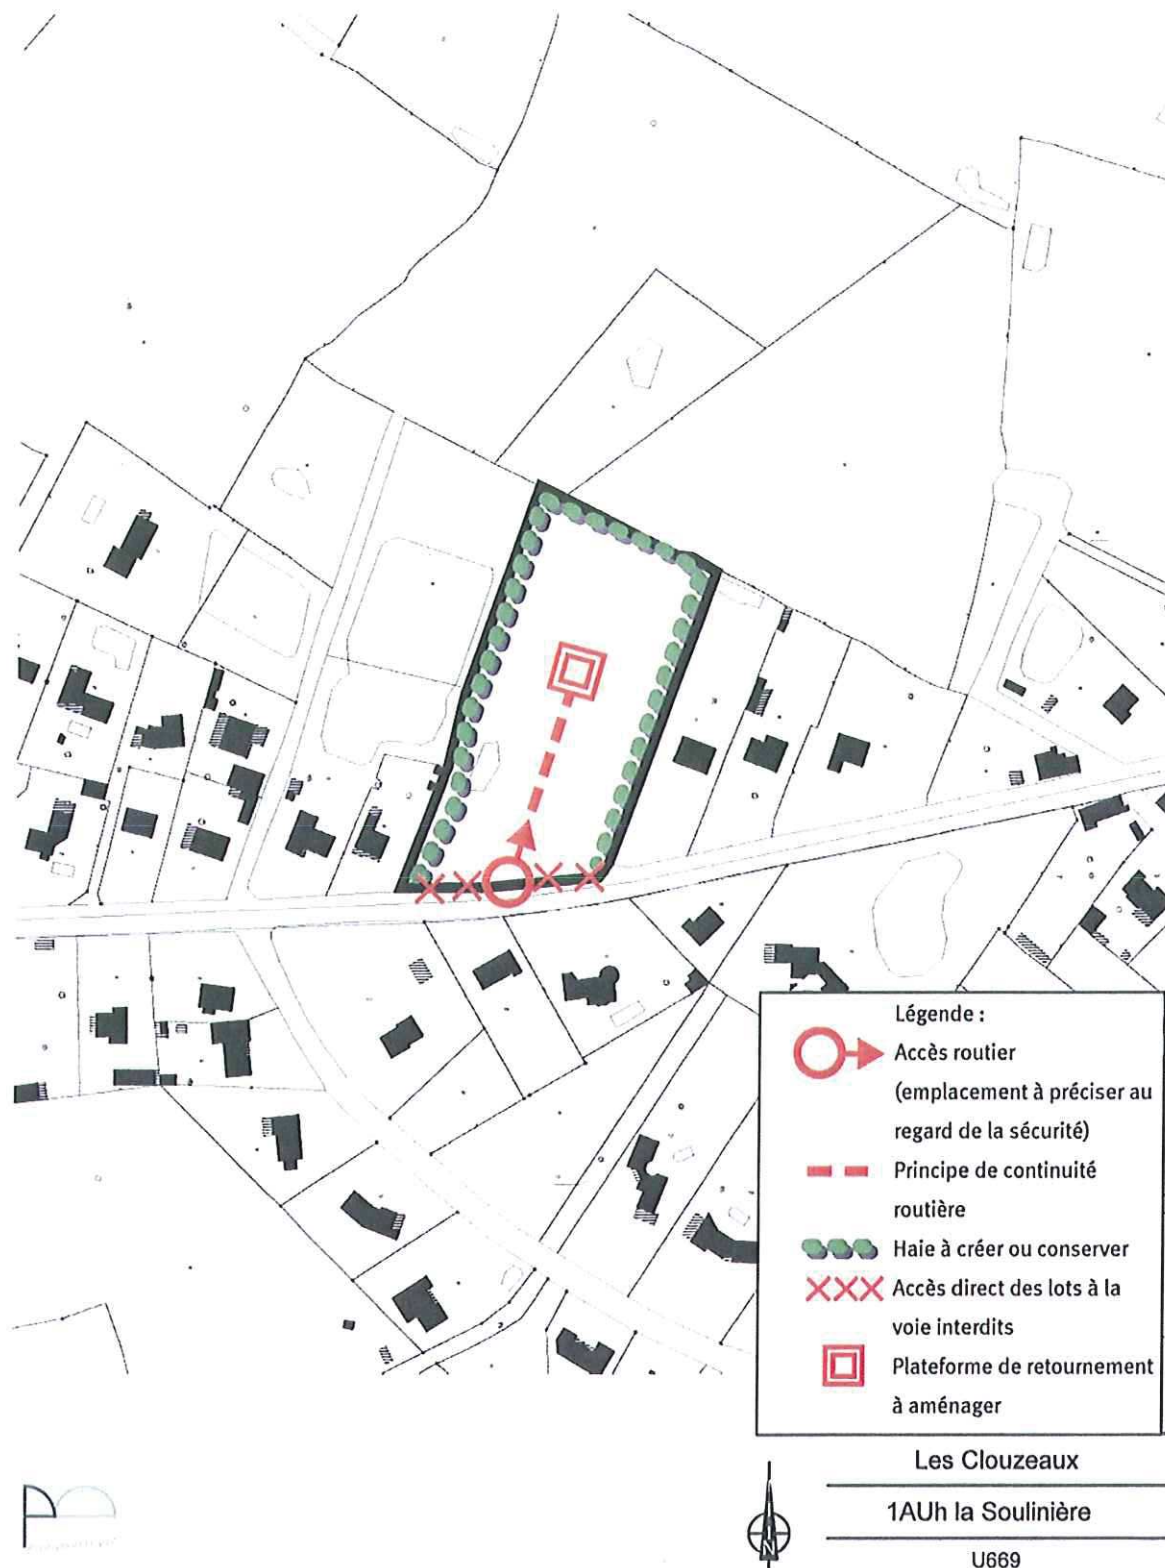 Légende :
Accès routier
(emplacement à préciser au
regard de la sécurité)
Principe de continuité
routière
Haie à créer ou conserver
Accès direct des lots à la
voie interdits
Plateforme de retournement
à aménager
Les Clouzeaux
1AUh la Soulinière
N
U669